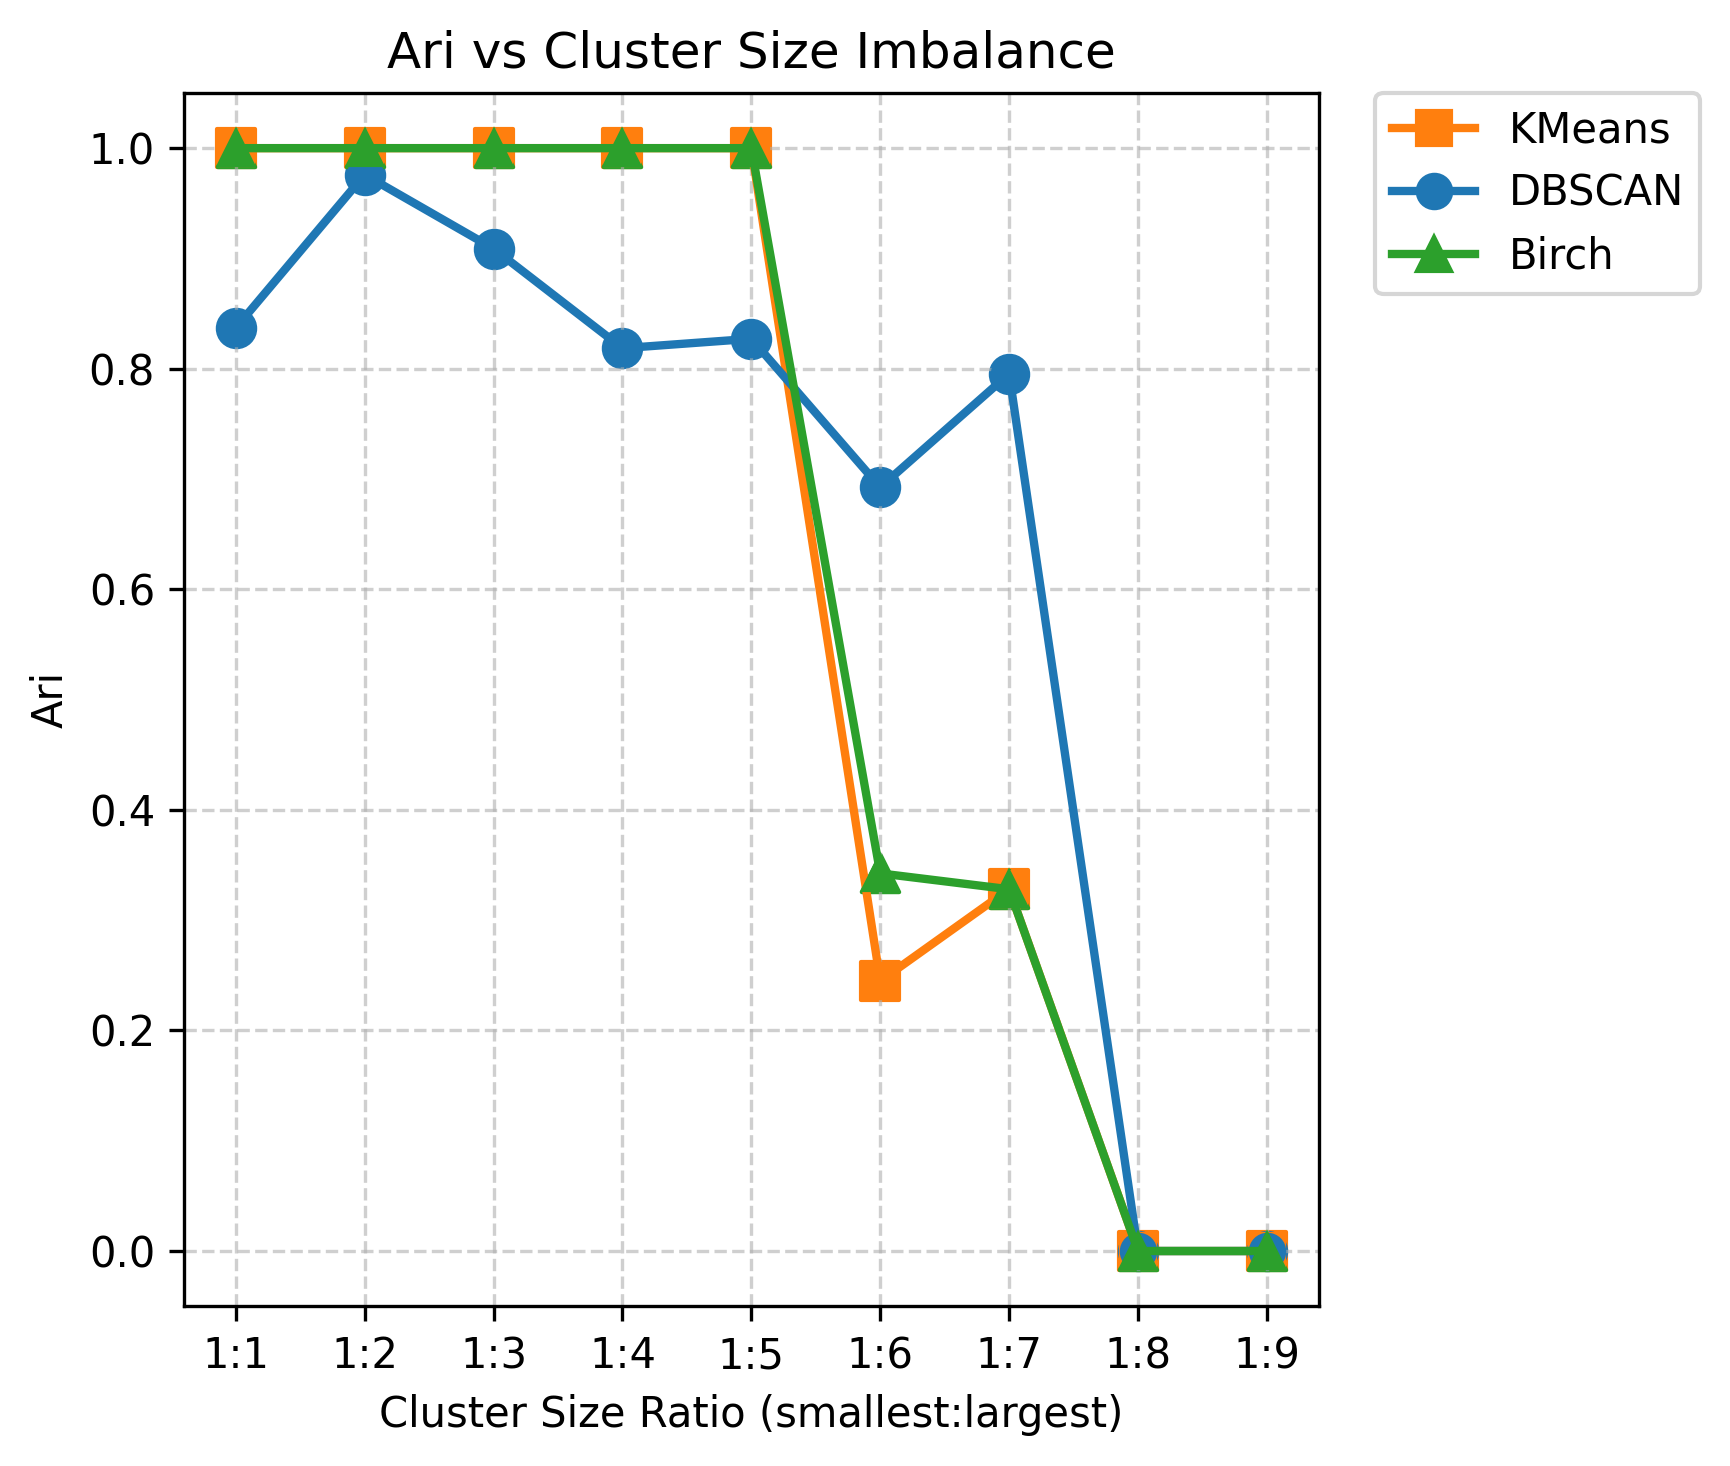 Ari vs Cluster Size Imbalance
KMeans
DBSCAN
Birch
Ari
1.0
0.8
0.6
0.4
0.2
0.0
1:1 1:2 1:3 1:4 1:5 1:6 1:7 1:8 1:9
Cluster Size Ratio (smallest:largest)